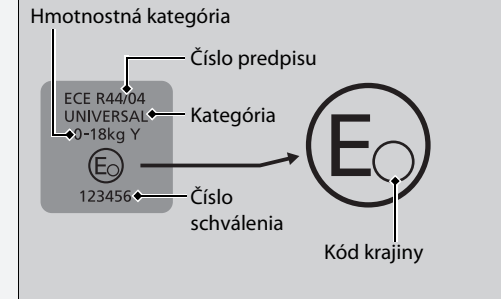 Hmotnostná kategória
Číslo predpisu
ECE R44/04
UNIVERSAL
Kategória
0-18kg Y
E
E
123456
Číslo
schválenia
Kód krajiny